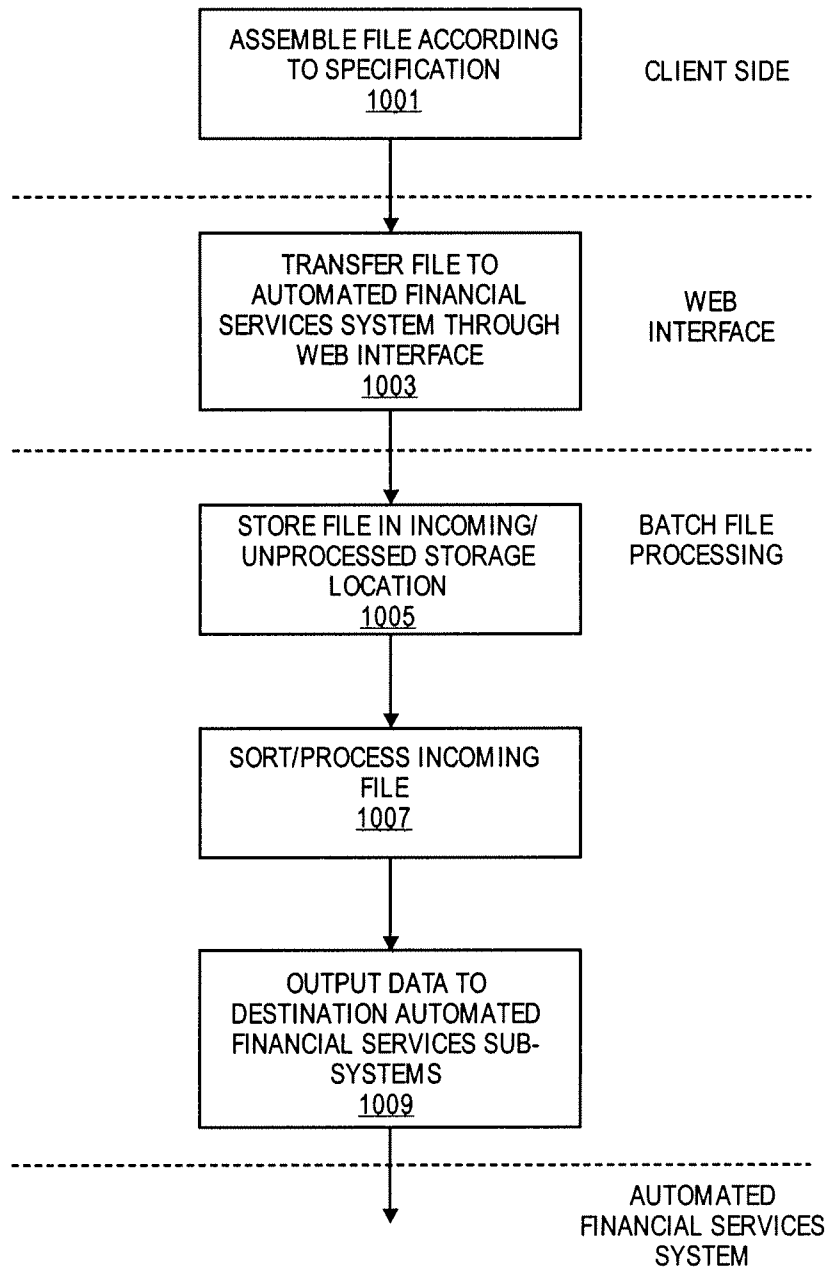 ASSEMBLE FILE ACCORDING
TO SPECIFICATION
1001
CLIENT SIDE
TRANSFER FILE TO
AUTOMATED FINANCIAL
SERVICES SYSTEM THROUGH
WEB INTERFACE
1003
WEB
INTERFACE
STORE FILE IN INCOMING/
UNPROCESSED STORAGE
LOCATION
1005
BATCH FILE
PROCESSING
SORT/PROCESS INCOMING
FILE
1007
OUTPUT DATA TO
DESTINATION AUTOMATED
FINANCIAL SERVICES SUB-
SYSTEMS
1009
AUTOMATED
FINANCIAL SERVICES
SYSTEM